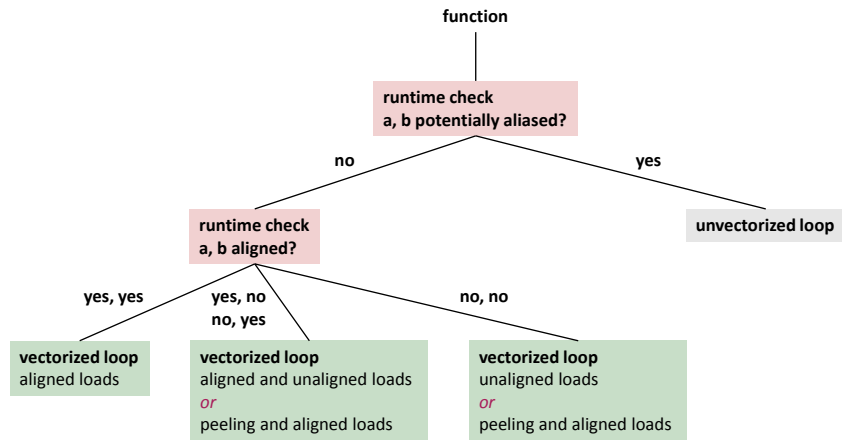 function
runtime check
a, b potentially aliased?
no
yes
runtime check
a, b aligned?
unvectorized loop
yes, yes
yes, no
no, yes
no, no
vectorized loop
aligned loads
vectorized loop
aligned and unaligned loads
or
peeling and aligned loads
vectorized loop
unaligned loads
or
peeling and aligned loads